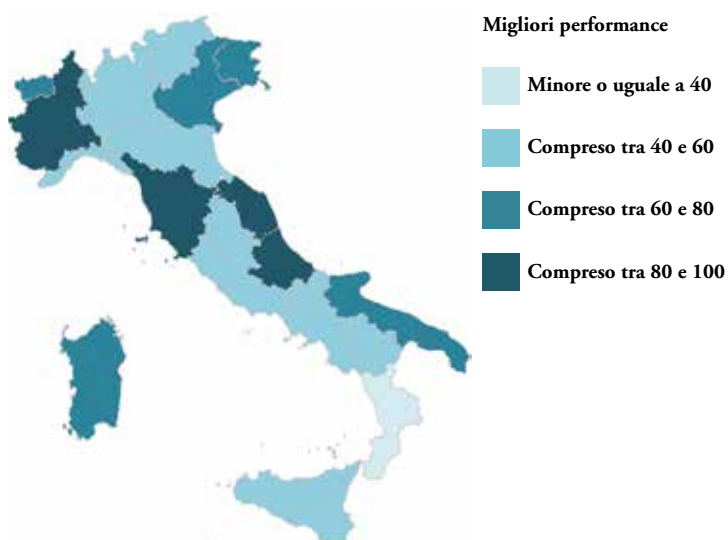 Migliori performance
Minore o uguale a 40
Compreso tra 40 e 60
Compreso tra 60 e 80
Compreso tra 80 e 100